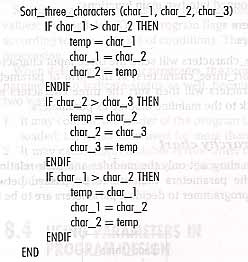 Sort_three_characters (char_1, char_2, char_3)
IF char_1 > char_2 THEN
temp = char_1
char_1 = char_2
char_2 = temp
ENDIF
IF char_2 > char_3 THEN
temp = char_2
char_2 = char_3
char_3 = temp
ENDIF
IF char_1 > char_2 THEN
temp = char_1
char_1 = char_2
char_2 = temp
ENDIF
END